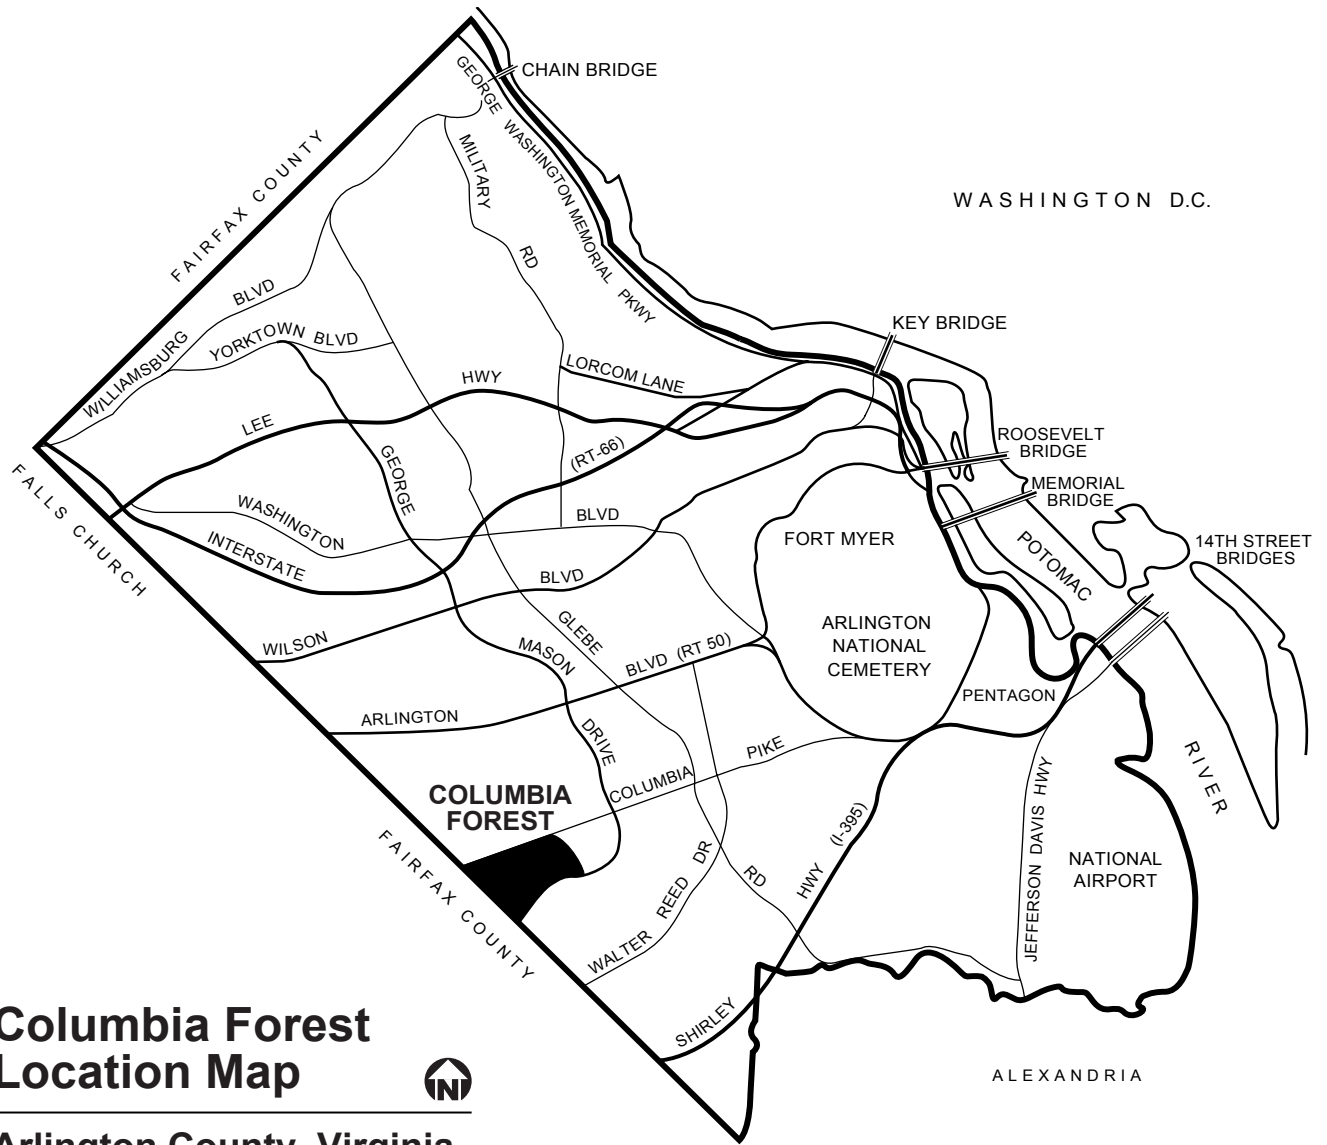 CHAIN BRIDGE
GEORGE WASHINGTON MEMORIAL PKWY
FAIRFAX COUNTY
MILITARY RD
WASHINGTON D.C.
WILLIAMSBURG BLVD
YORKTOWN BLVD
KEY BRIDGE
LORCOM LANE
LEE HWY
(RT-66)
ROOSEVELT
BRIDGE
MEMORIAL
BRIDGE
FALLS CHURCH
WASHINGTON BLVD
INTERSTATE
GEORGE MASON DRIVE
FORT MYER
POTOMAC RIVER
14TH STREET
BRIDGES
WILSON BLVD
GLEBE RD
ARLINGTON
NATIONAL
CEMETERY
ARLINGTON BLVD (RT 50)
PENTAGON
COLUMBIA PIKE
COLUMBIA
FOREST
FAIRFAX COUNTY
WALTER REED DR
SHIRLEY HWY (I-395)
JEFFERSON DAVIS HWY
NATIONAL
AIRPORT
ALEXANDRIA
Columbia Forest
Location Map
N
Arlington County, Virginia